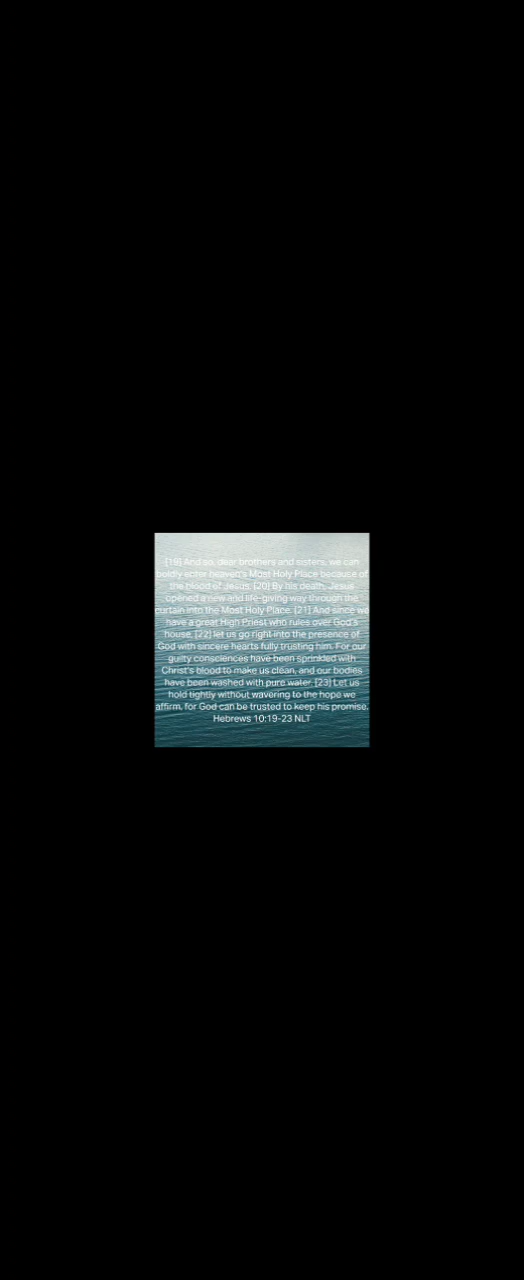 [19] And so, dear brothers and sisters, we can
boldly enter heaven's Most Holy Place because of
the blood of Jesus. [20] By his death, Jesus
opened a new and life-giving way through the
curtain into the Most Holy Place. [21] And since we
have a great High Priest who rules over God's
house, [22] let us go right into the presence of
God with sincere hearts fully trusting him. For our
guilty consciences have been sprinkled with
Christ's blood to make us clean, and our bodies
have been washed with pure water. [23] Let us
hold tightly without wavering to the hope we
affirm, for God can be trusted to keep his promise.
Hebrews 10:19-23 NLT